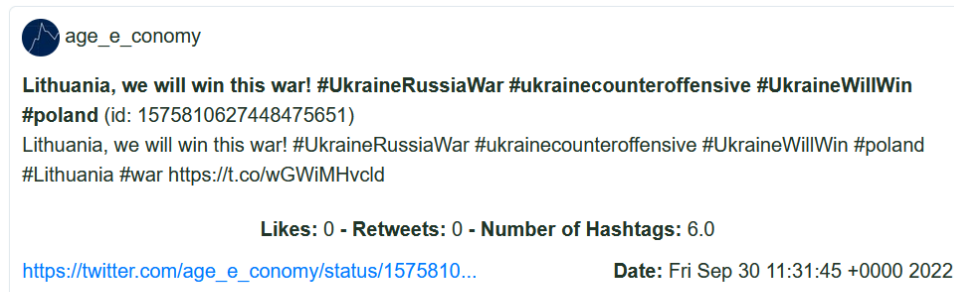 age_e_conomy
Lithuania, we will win this war! #UkraineRussiaWar #ukrainecounteroffensive #UkraineWillWin
#poland (id: 1575810627448475651)
Lithuania, we will win this war! #UkraineRussiaWar #ukrainecounteroffensive #UkraineWillWin #poland
#Lithuania #war https://t.co/wGWiMHvcld
Likes: 0 - Retweets: 0 - Number of Hashtags: 6.0
https://twitter.com/age_e_conomy/status/1575810... Date: Fri Sep 30 11:31:45 +0000 2022